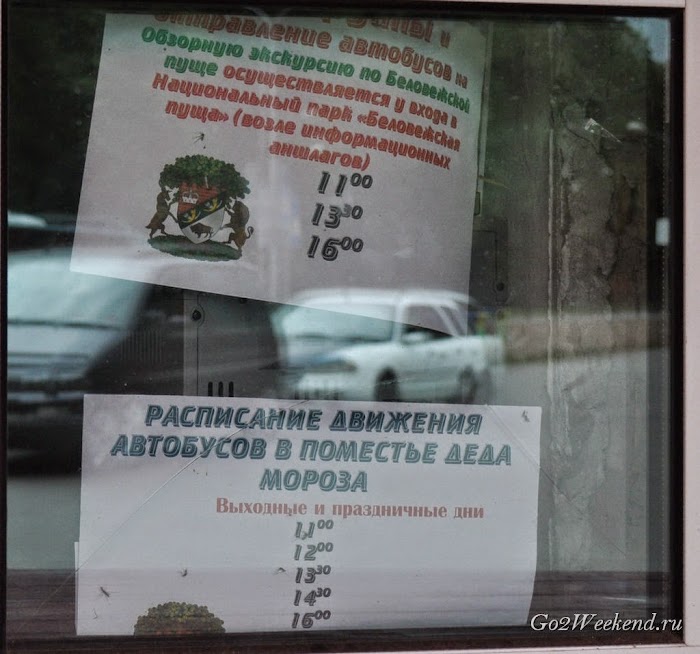 отправление автобусов на
Обзорную экскурсию по Беловежской
пуще осуществляется у входа в
Национальный парк «Беловежская
пуща» (возле информационных
аншлагов)
11⁰⁰
13³⁰
16⁰⁰
РАСПИСАНИЕ ДВИЖЕНИЯ
АВТОБУСОВ В ПОМЕСТЬЕ ДЕДА
МОРОЗА
Выходные и праздничные дни
11⁰⁰
12⁰⁰
13³⁰
14³⁰
16⁰⁰
Go2Weekend.ru